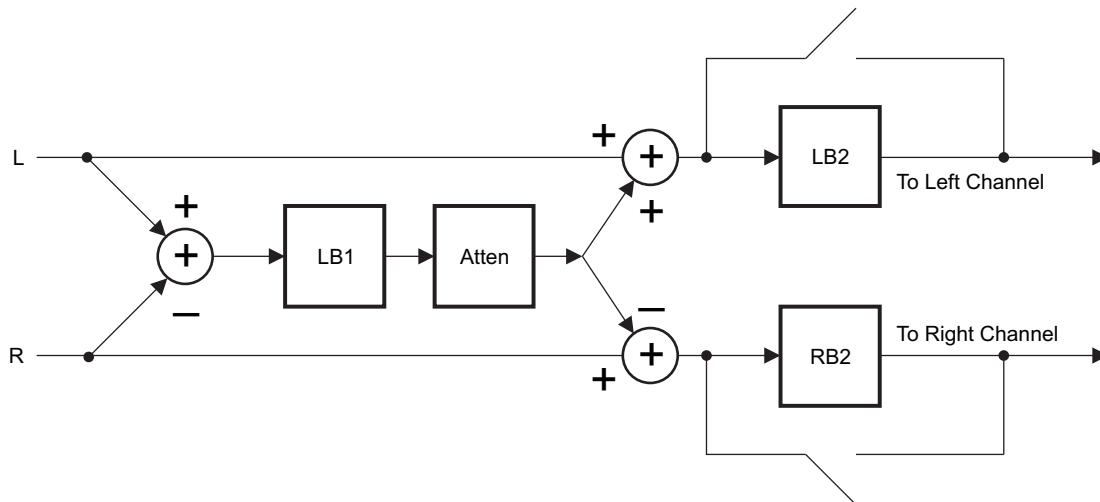 +
L
LB2
+
To Left Channel
+
+
+
LB1
Atten
+
−
−
To Right Channel
R
+
RB2
+